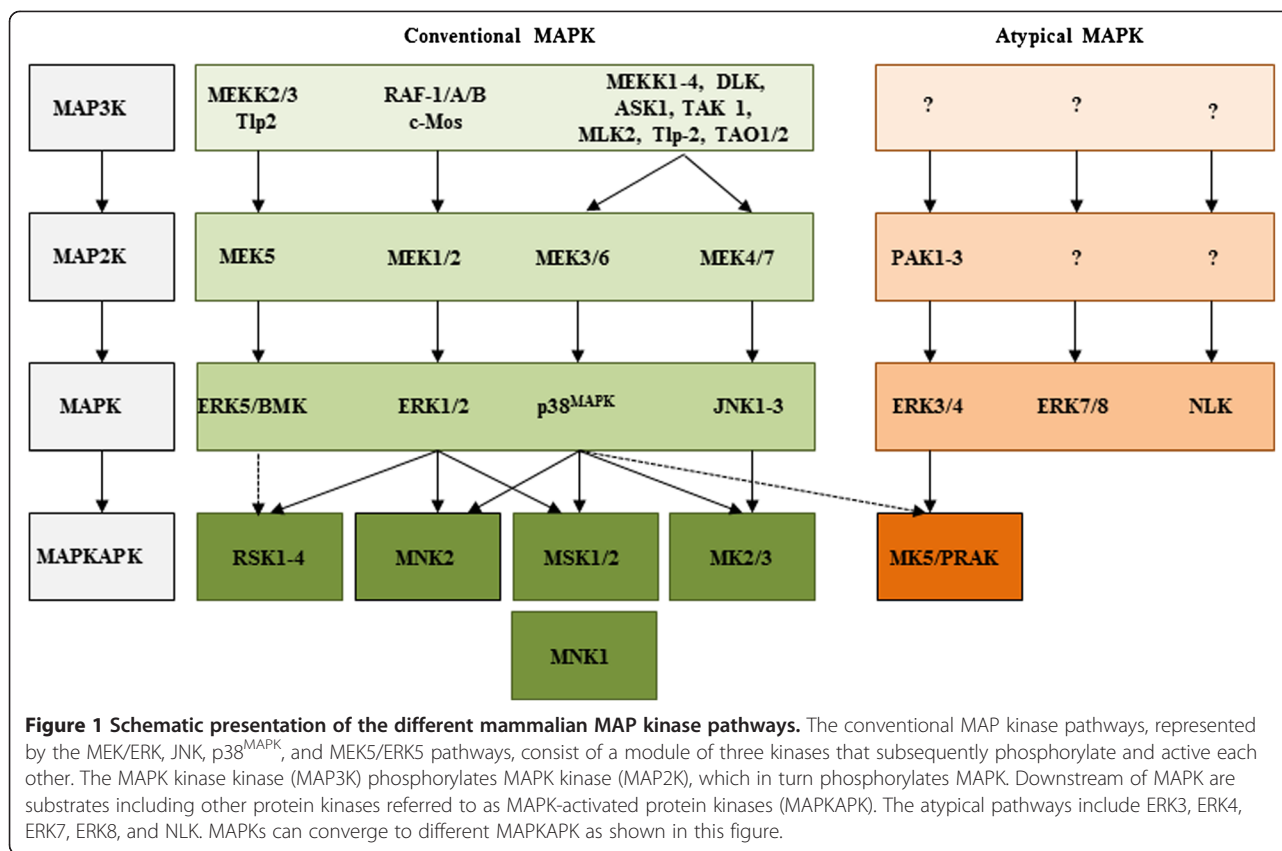 Conventional MAPK
Atypical MAPK
MAP3K
MEKK2/3
Tlp2
RAF-1/A/B
c-Mos
MEKK1-4, DLK,
ASK1, TAK 1,
MLK2, Tlp-2, TAO1/2
?
?
?
MAP2K
MEK5
MEK1/2
MEK3/6
MEK4/7
PAK1-3
?
?
MAPK
ERK5/BMK
ERK1/2
p38MAPK
JNK1-3
ERK3/4
ERK7/8
NLK
MAPKAPK
RSK1-4
MNK2
MSK1/2
MK2/3
MK5/PRAK
MNK1
Figure 1 Schematic presentation of the different mammalian MAP kinase pathways. The conventional MAP kinase pathways, represented
by the MEK/ERK, JNK, p38MAPK, and MEK5/ERK5 pathways, consist of a module of three kinases that subsequently phosphorylate and active each
other. The MAPK kinase kinase (MAP3K) phosphorylates MAPK kinase (MAP2K), which in turn phosphorylates MAPK. Downstream of MAPK are
substrates including other protein kinases referred to as MAPK-activated protein kinases (MAPKAPK). The atypical pathways include ERK3, ERK4,
ERK7, ERK8, and NLK. MAPKs can converge to different MAPKAPK as shown in this figure.